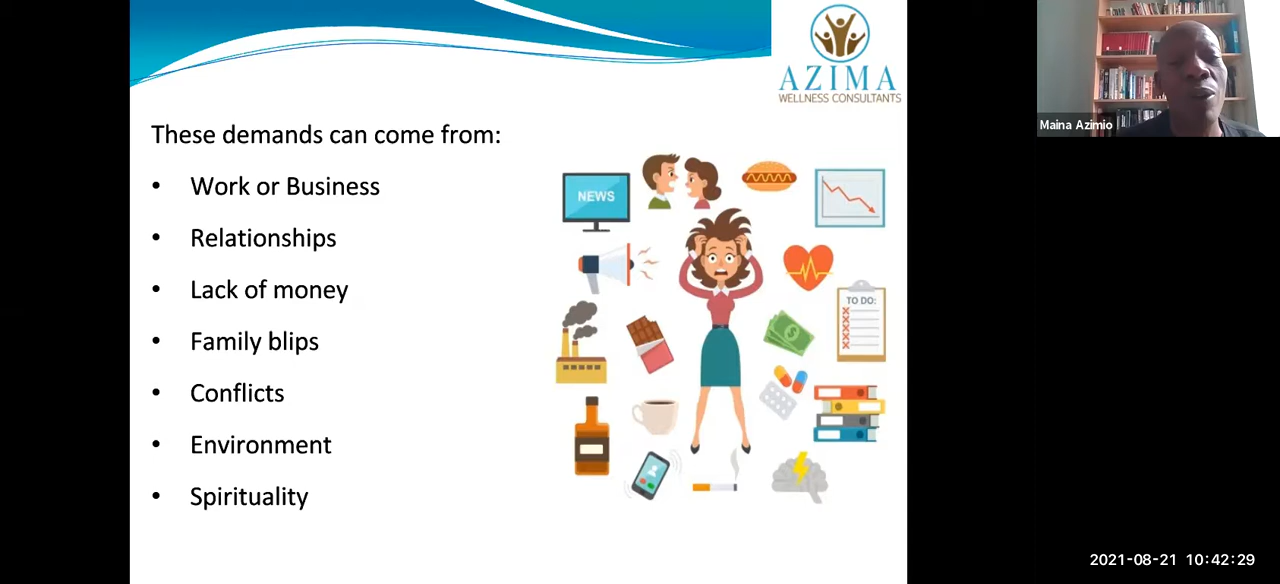 AZIMA
WELLNESS CONSULTANTS
Maina Azimio
These demands can come from:
• Work or Business
• Relationships
• Lack of money
• Family blips
• Conflicts
• Environment
• Spirituality
NEWS
TO DO:
2021-08-21 10:42:29